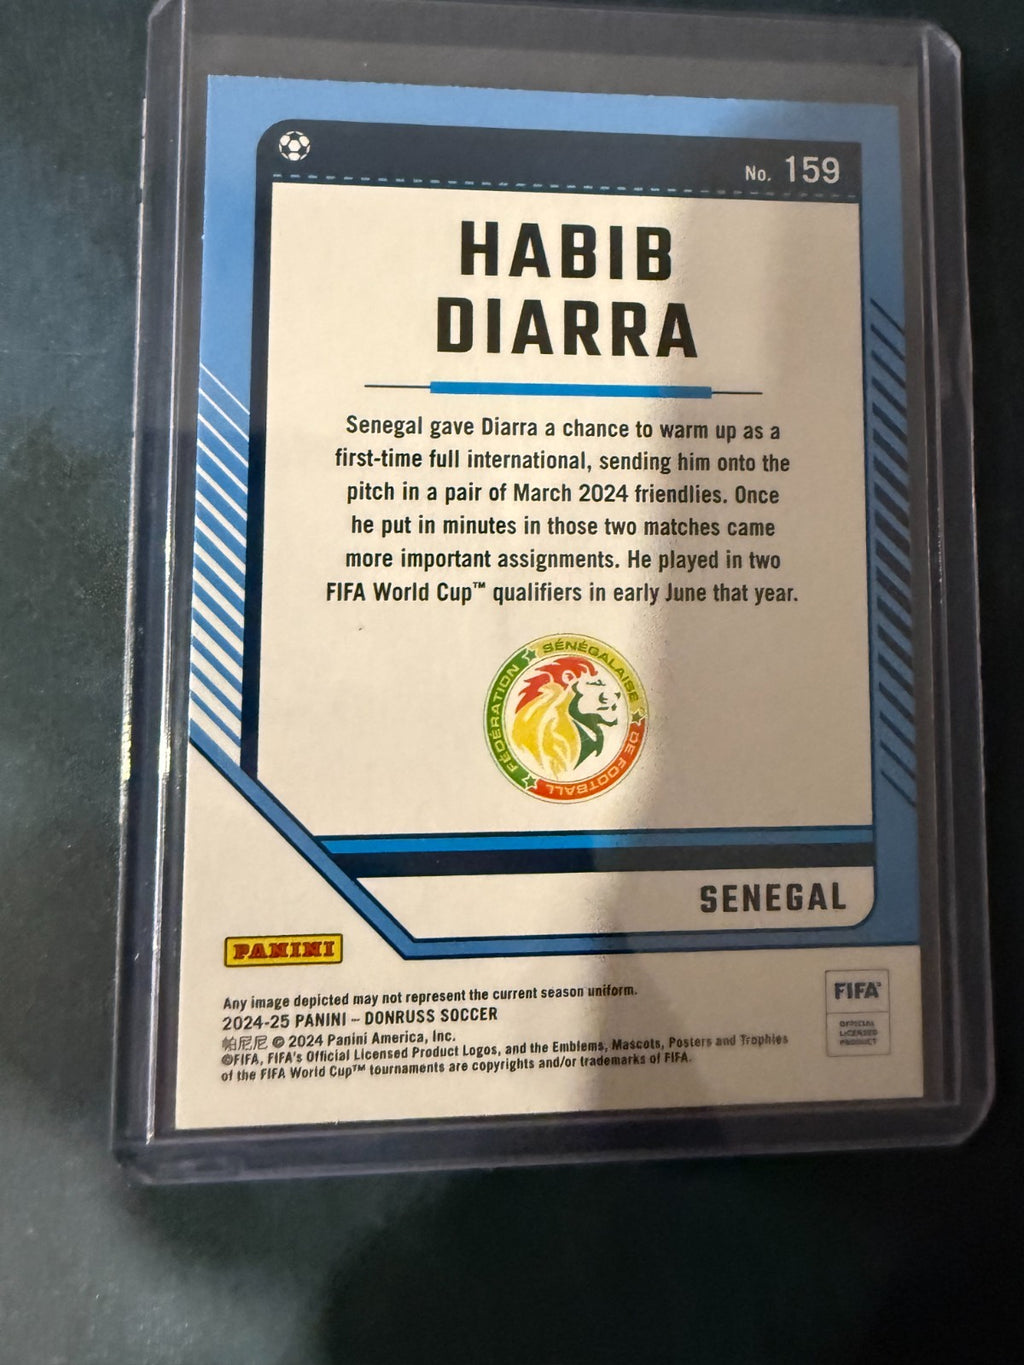 No. 159
HABIB
DIARRA
Senegal gave Diarra a chance to warm up as a
first-time full international, sending him onto the
pitch in a pair of March 2024 friendlies. Once
he put in minutes in those two matches came
more important assignments. He played in two
FIFA World Cup™ qualifiers in early June that year.
FÉDÉRATION SÉNÉGALAISE DE FOOTBALL
SENEGAL
PANINI
Any image depicted may not represent the current season uniform.
2024-25 PANINI – DONRUSS SOCCER
帕尼尼 © 2024 Panini America, Inc.
©FIFA, FIFA's Official Licensed Product Logos, and the Emblems, Mascots, Posters and Trophies
of the FIFA World Cup™ tournaments are copyrights and/or trademarks of FIFA.
FIFA
OFFICIAL
LICENSED
PRODUCT